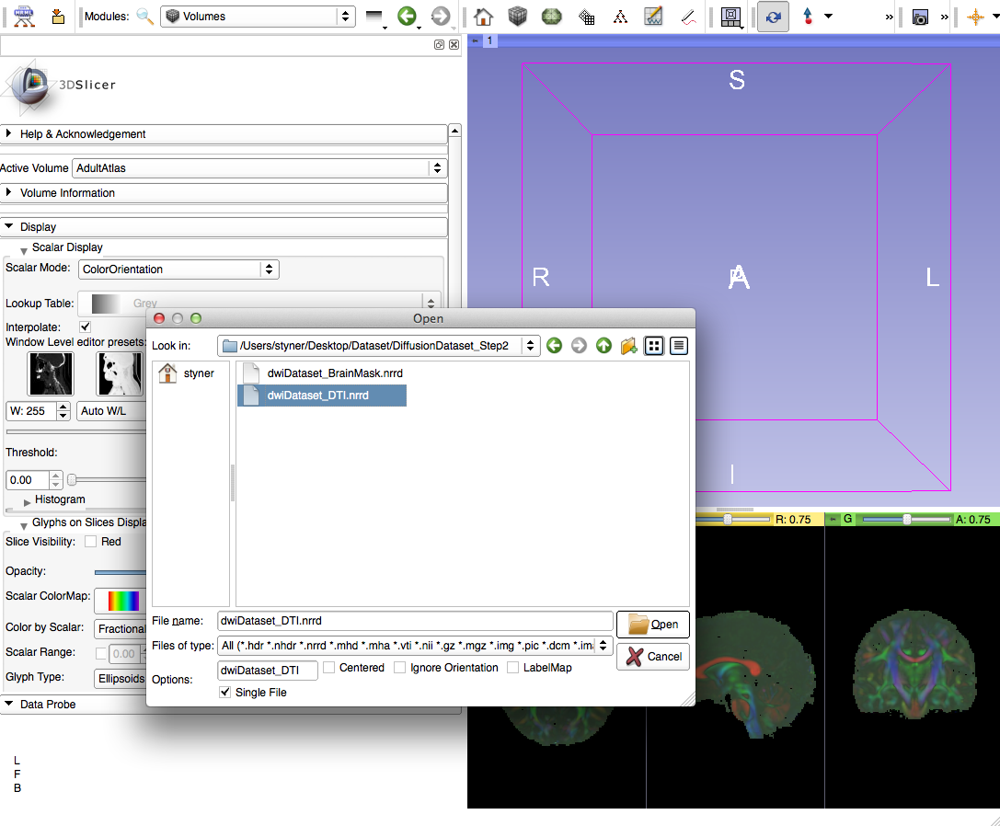 MRML
Modules:
Volumes
1
3DSlicer
Help & Acknowledgement
Active Volume
AdultAtlas
Volume Information
Display
Scalar Display
Scalar Mode:
ColorOrientation
Lookup Table:
Grey
Interpolate:
Window Level editor presets:
W: 255
Auto W/L
Threshold:
0.00
Histogram
Glyphs on Slices Displa
Slice Visibility:
Red
Opacity:
Scalar ColorMap:
Color by Scalar:
Fractional
Scalar Range:
0.00
Glyph Type:
Ellipsoids
Data Probe
L
F
B
S
R
P
A
L
I
Open
Look in:
/Users/styner/Desktop/Dataset/DiffusionDataset_Step2
styner
dwiDataset_BrainMask.nrrd
dwiDataset_DTI.nrrd
File name:
dwiDataset_DTI.nrrd
Open
Files of type:
All (*.hdr *.nhdr *.nrrd *.mhd *.mha *.vti *.nii *.gz *.mgz *.img *.pic *.dcm *.im
Cancel
Options:
dwiDataset_DTI
Centered
Ignore Orientation
LabelMap
Single File
R: 0.75
G
A: 0.75